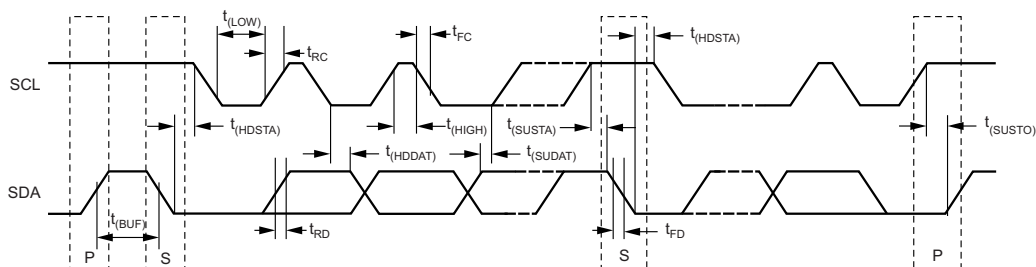 t(LOW)
tRC
tFC
t(HDSTA)
SCL
t(HDSTA)
t(HIGH)
t(SUSTA)
t(SUSTO)
t(HDDAT)
t(SUDAT)
SDA
t(BUF)
tRD
tFD
P
S
S
P